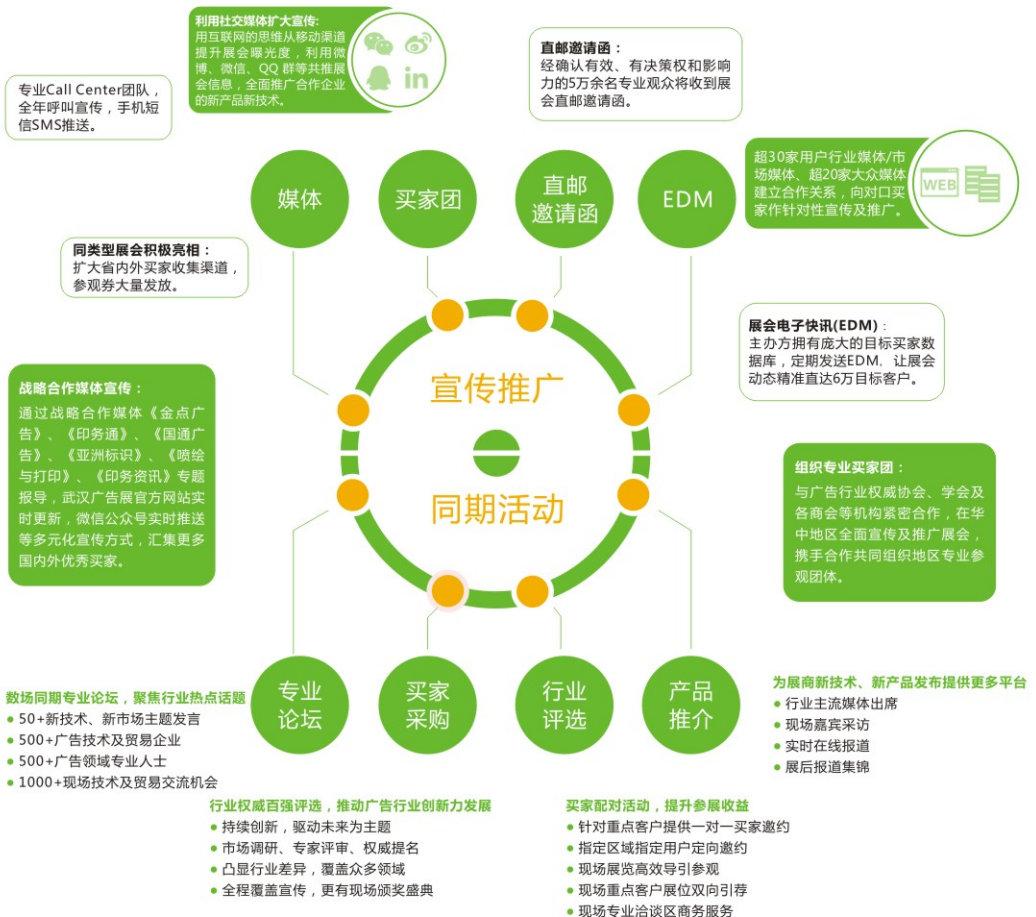 利用社交媒体扩大宣传:
用互联网的思维从移动渠道
提升展会曝光度，利用微
博、微信、QQ 群等共推展
会信息，全面推广合作企业
的新产品新技术。
直邮邀请函：
经确认有效、有决策权和影响
力的5万余名专业观众将收到展
会直邮邀请函。
专业Call Center团队，
全年呼叫宣传，手机短
信SMS推送。
超30家用户行业媒体/市
场媒体、超20家大众媒体
建立合作关系，向对口买
家作针对性宣传及推广。
WEB
媒体
买家团
直邮
邀请函
EDM
同类型展会积极亮相：
扩大省内外买家收集渠道，
参观券大量发放。
展会电子快讯(EDM)：
主办方拥有庞大的目标买家数
据库，定期发送EDM、让展会
动态精准直达6万目标客户。
宣传推广
同期活动
战略合作媒体宣传：
通过战略合作媒体《金点广
告》、《印务通》、《国通广
告》、《亚洲标识》、《喷绘
与打印》、《印务资讯》专题
报导，武汉广告展官方网站实
时更新，微信公众号实时推送
等多元化宣传方式，汇集更多
国内外优秀买家。
组织专业买家团：
与广告行业权威协会、学会及
各商会等机构紧密合作，在华
中地区全面宣传及推广展会，
携手合作共同组织地区专业参
观团体。
专业
论坛
买家
采购
行业
评选
产品
推介
数场同期专业论坛，聚焦行业热点话题
50+新技术、新市场主题发言
500+广告技术及贸易企业
500+广告领域专业人士
1000+现场技术及贸易交流机会
为展商新技术、新产品发布提供更多平台
行业主流媒体出席
现场嘉宾采访
实时在线报道
展后报道集锦
行业权威百强评选，推动广告行业创新力发展
持续创新，驱动未来为主题
市场调研、专家评审、权威提名
凸显行业差异，覆盖众多领域
全程覆盖宣传，更有现场颁奖盛典
买家配对活动，提升参展收益
针对重点客户提供一对一买家邀约
指定区域指定用户定向邀约
现场展览高效导引参观
现场重点客户展位双向引荐
现场专业洽谈区商务服务